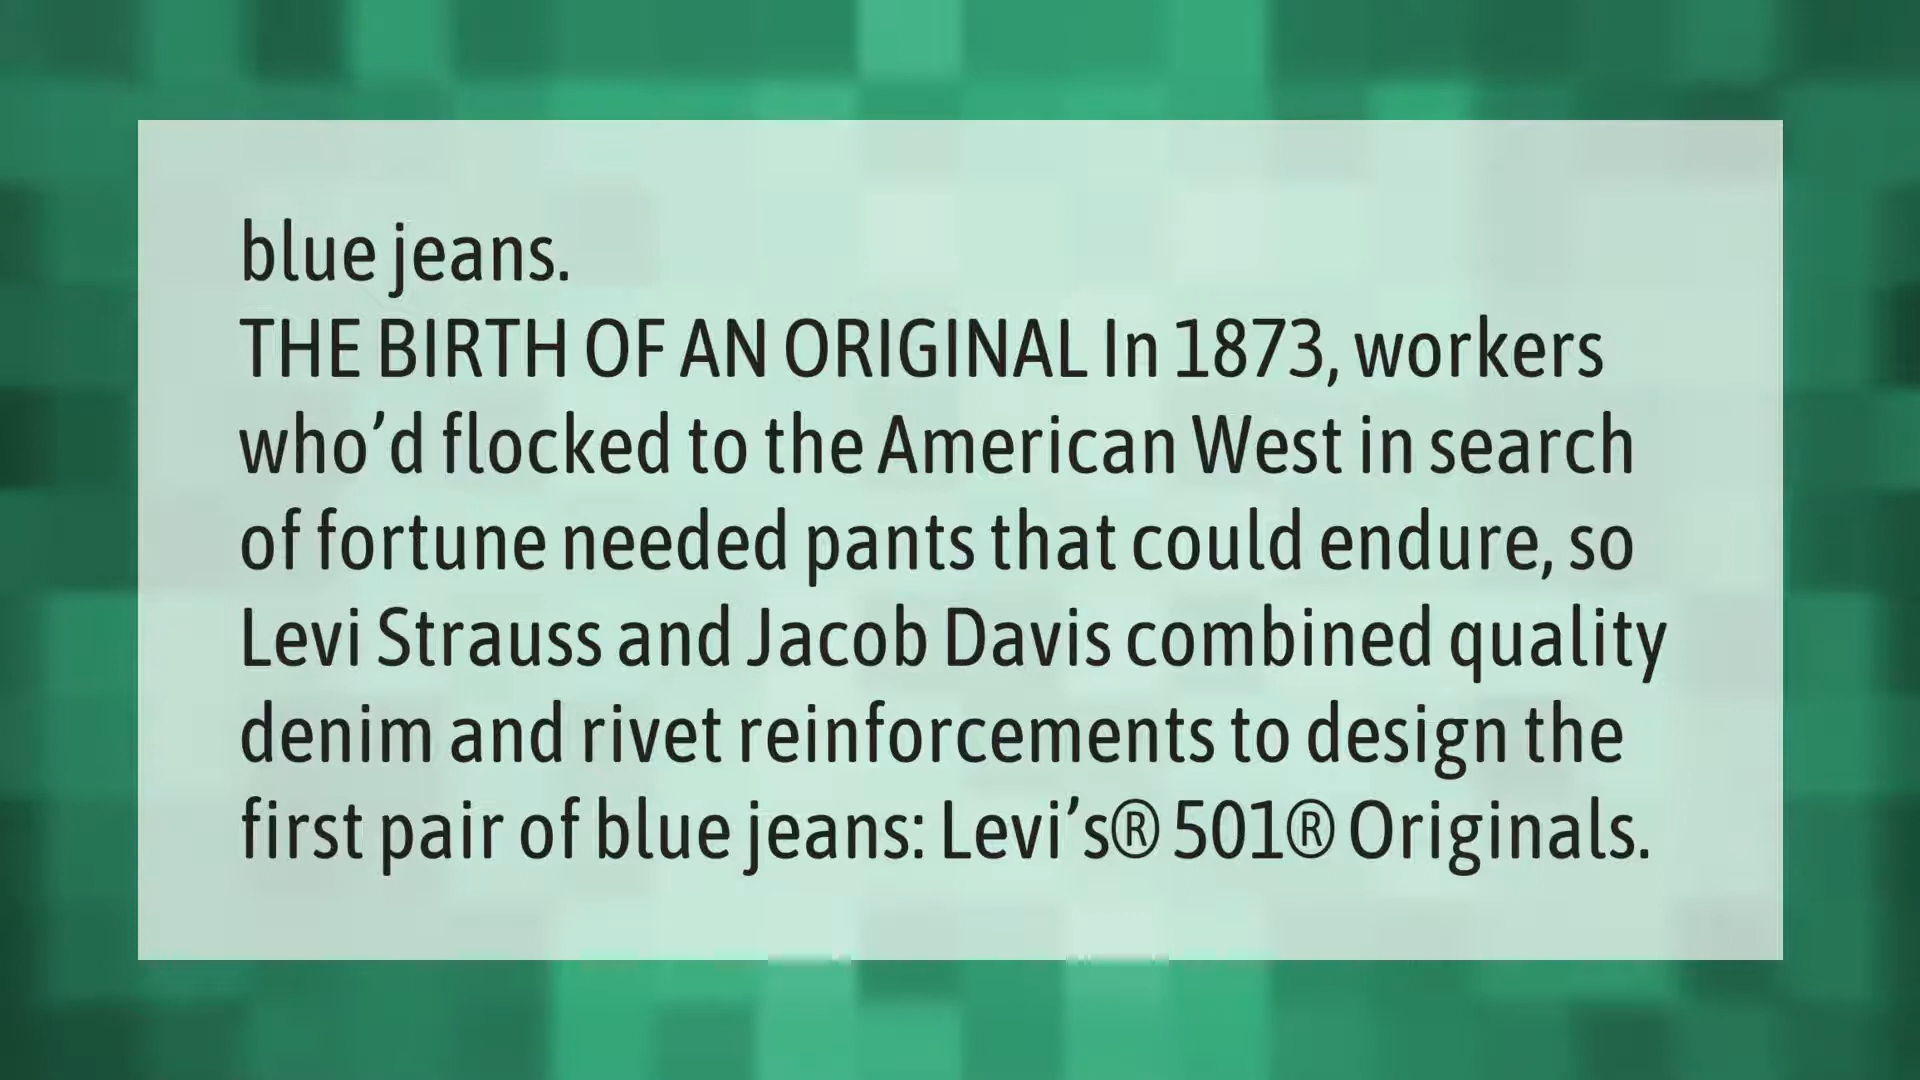 blue jeans.
THE BIRTH OF AN ORIGINAL In 1873, workers
who’d flocked to the American West in search
of fortune needed pants that could endure, so
Levi Strauss and Jacob Davis combined quality
denim and rivet reinforcements to design the
first pair of blue jeans: Levi’s® 501® Originals.